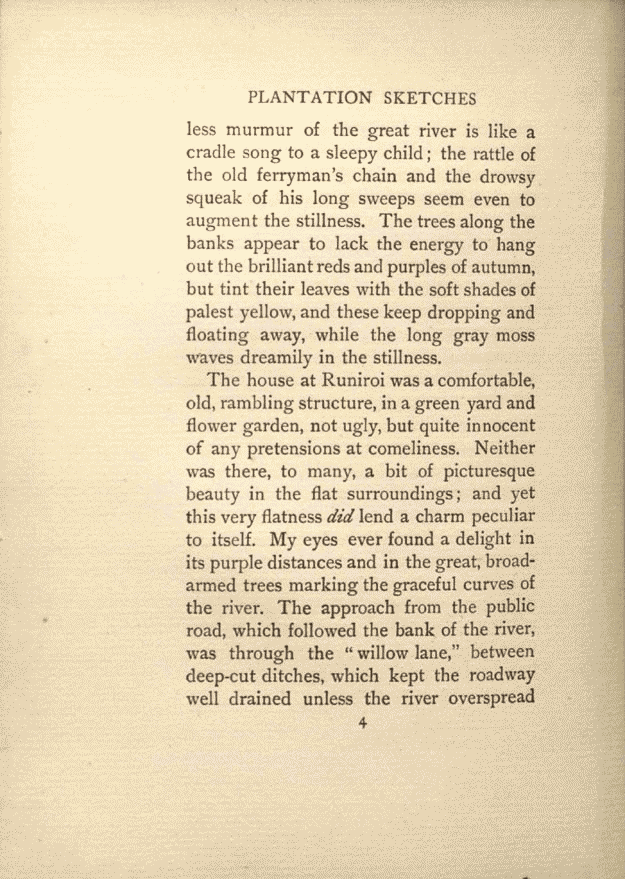 PLANTATION SKETCHES
less murmur of the great river is like a
cradle song to a sleepy child; the rattle of
the old ferryman's chain and the drowsy
squeak of his long sweeps seem even to
augment the stillness. The trees along the
banks appear to lack the energy to hang
out the brilliant reds and purples of autumn,
but tint their leaves with the soft shades of
palest yellow, and these keep dropping and
floating away, while the long gray moss
waves dreamily in the stillness.
The house at Runiroi was a comfortable,
old, rambling structure, in a green yard and
flower garden, not ugly, but quite innocent
of any pretensions at comeliness. Neither
was there, to many, a bit of picturesque
beauty in the flat surroundings; and yet
this very flatness did lend a charm peculiar
to itself. My eyes ever found a delight in
its purple distances and in the great, broad-
armed trees marking the graceful curves of
the river. The approach from the public
road, which followed the bank of the river,
was through the "willow lane," between
deep-cut ditches, which kept the roadway
well drained unless the river overspread
4